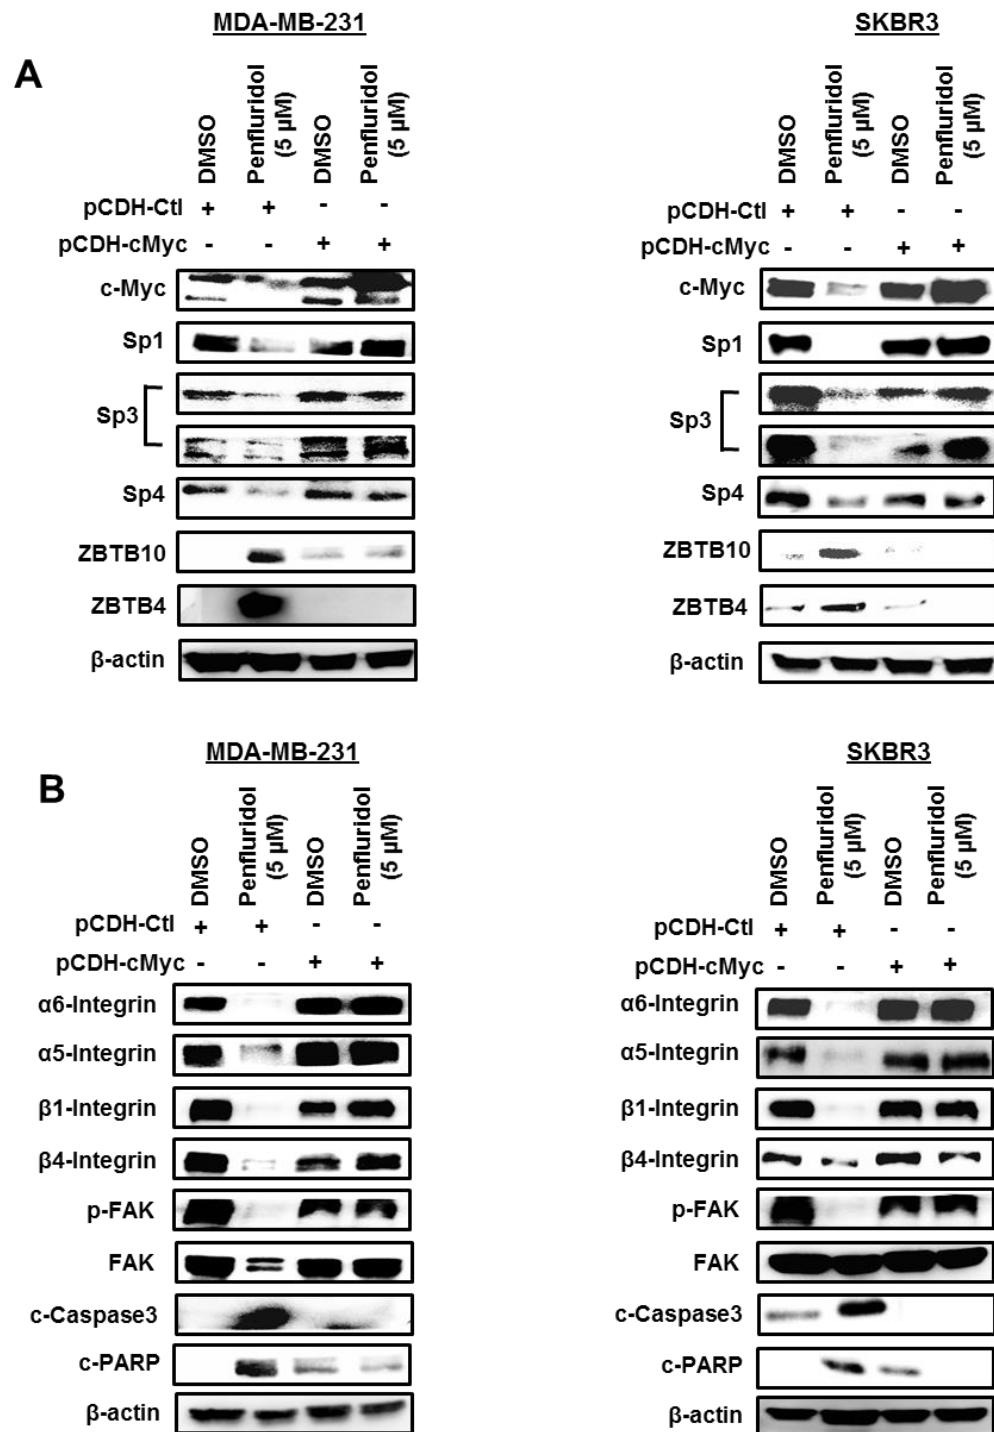 MDA-MB-231
SKBR3
A
DMSO
Penfluridol
(5 µM)
DMSO
Penfluridol
(5 µM)
DMSO
Penfluridol
(5 µM)
DMSO
Penfluridol
(5 µM)
pCDH-Ctl + + - -
pCDH-cMyc - - + +
c-Myc
Sp1
Sp3
Sp4
ZBTB10
ZBTB4
β-actin
pCDH-Ctl + + - -
pCDH-cMyc - - + +
c-Myc
Sp1
Sp3
Sp4
ZBTB10
ZBTB4
β-actin
MDA-MB-231
SKBR3
B
DMSO
Penfluridol
(5 µM)
DMSO
Penfluridol
(5 µM)
DMSO
Penfluridol
(5 µM)
DMSO
Penfluridol
(5 µM)
pCDH-Ctl + + - -
pCDH-cMyc - - + +
α6-Integrin
α5-Integrin
β1-Integrin
β4-Integrin
p-FAK
FAK
c-Caspase3
c-PARP
β-actin
pCDH-Ctl + + - -
pCDH-cMyc - - + +
α6-Integrin
α5-Integrin
β1-Integrin
β4-Integrin
p-FAK
FAK
c-Caspase3
c-PARP
β-actin